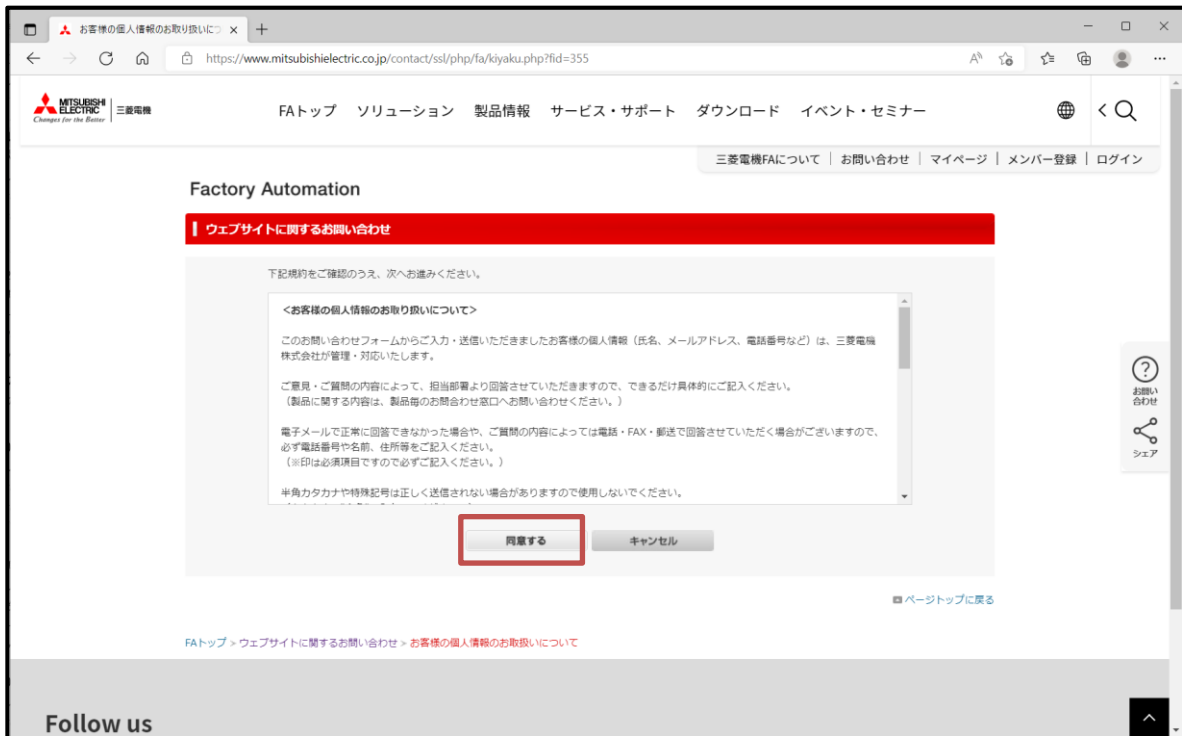 お客様の個人情報のお取り扱いにつ
https://www.mitsubishielectric.co.jp/contact/ssl/php/fa/kiyaku.php?fid=355
MITSUBISHI ELECTRIC 三菱電機
Changes for the Better
FAトップ ソリューション 製品情報 サービス・サポート ダウンロード イベント・セミナー
三菱電機FAについて お問い合わせ マイページ メンバー登録 ログイン
Factory Automation
ウェブサイトに関するお問い合わせ
下記規約をご確認のうえ、次へお進みください。
<お客様の個人情報のお取り扱いについて>
このお問い合わせフォームからご入力・送信いただきましたお客様の個人情報（氏名、メールアドレス、電話番号など）は、三菱電機
株式会社が管理・対応いたします。
ご意見・ご質問の内容によって、担当部署より回答させていただきますので、できるだけ具体的にご記入ください。
（製品に関する内容は、製品毎のお問合わせ窓口へお問い合わせください。）
電子メールで正常に回答できなかった場合や、ご質問の内容によっては電話・FAX・郵送で回答させていただく場合がございますので、
必ず電話番号や名前、住所等をご記入ください。
（※印は必須項目ですので必ずご記入ください。）
半角カタカナや特殊記号は正しく送信されない場合がありますので使用しないでください。
同意する キャンセル
お問い
合わせ
シェア
ページトップに戻る
FAトップ > ウェブサイトに関するお問い合わせ > お客様の個人情報のお取扱いについて
Follow us